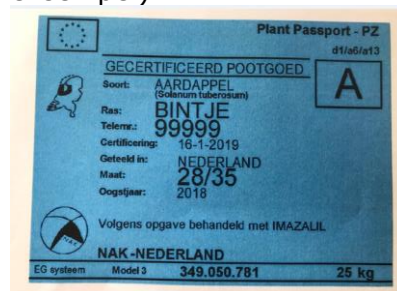 Plant Passport - PZ
d1/a6/a13
GECERTIFICEERD POOTGOED
A
Soort: AARDAPPEL
(Solanum tuberosum)
Ras: BINTJE
Telernr.: 99999
Certificering: 16-1-2019
Geteeld in: NEDERLAND
Maat: 28/35
Oogstjaar: 2018
Volgens opgave behandeld met IMAZALIL
NAK
NAK-NEDERLAND
EG systeem Model 3 349.050.781 25 kg